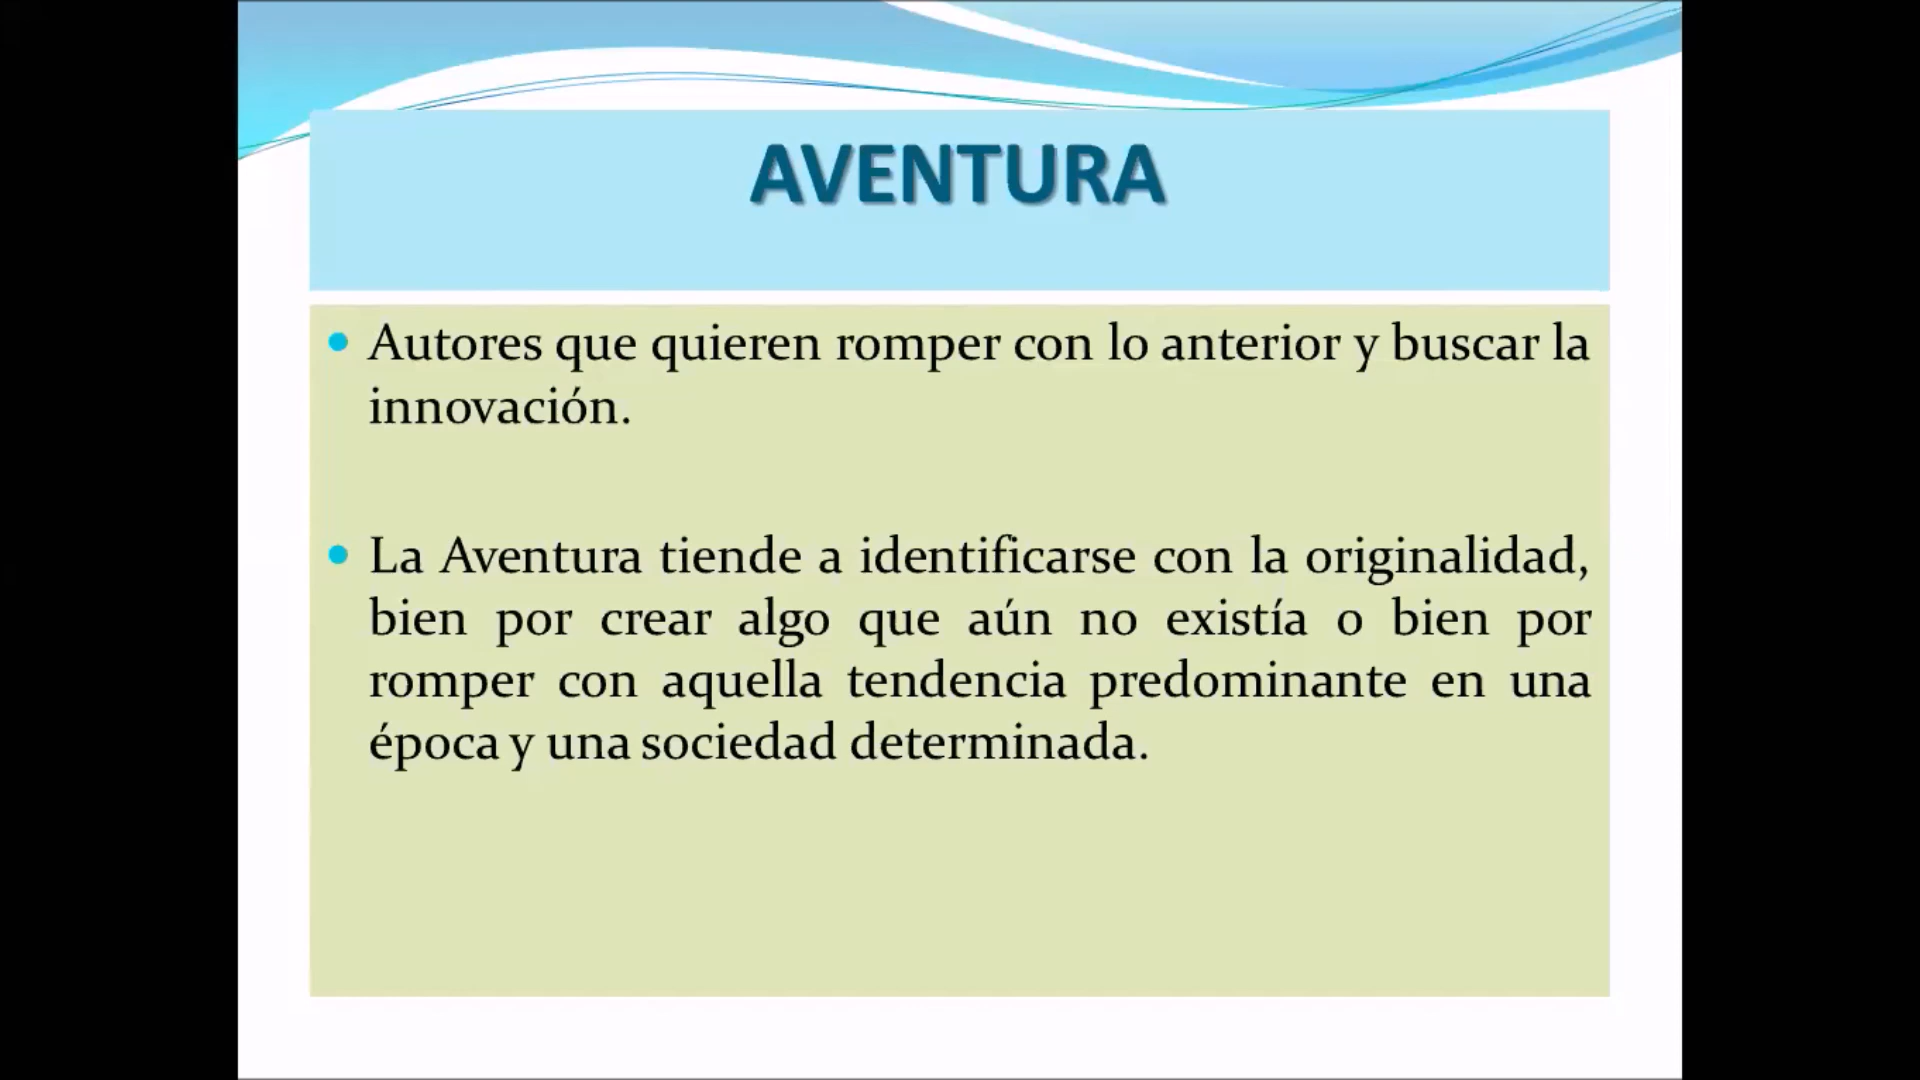 AVENTURA
• Autores que quieren romper con lo anterior y buscar la
innovación.
• La Aventura tiende a identificarse con la originalidad,
bien por crear algo que aún no existía o bien por
romper con aquella tendencia predominante en una
época y una sociedad determinada.